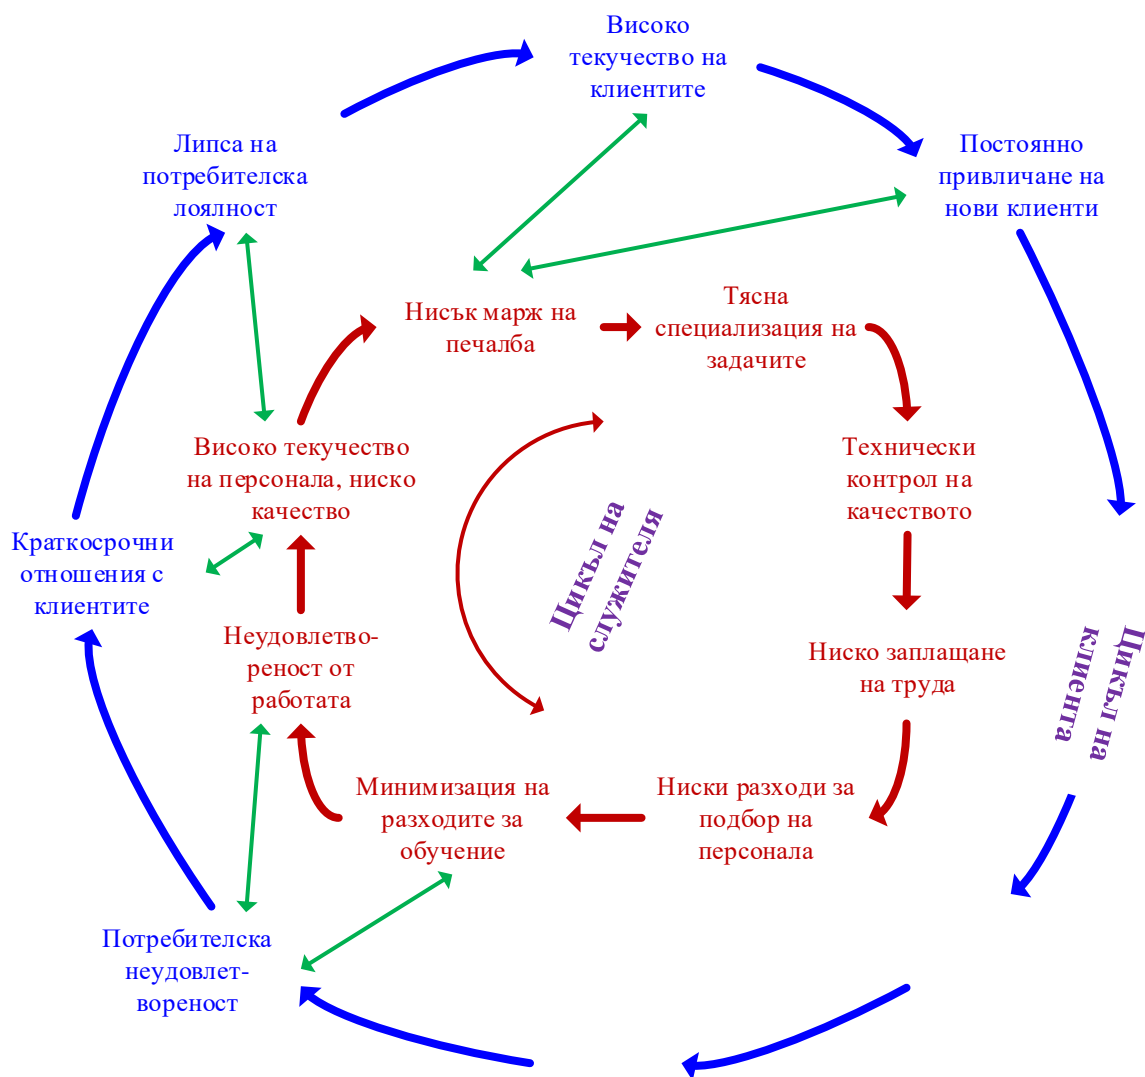 Високо
текучество на
клиентите
Липса на
потребителска
лоялност
Постоянно
привличане на
нови клиенти
Нисък марж на
печалба
Тясна
специализация на
задачите
Високо текучество
на персонала, ниско
качество
Технически
контрол на
качеството
Цикъл на
служителя
Краткосрочни
отношения с
клиентите
Неудовлетво-
реност от
работата
Ниско заплащане
на труда
Цикъл на
клиента
Минимизация на
разходите за
обучение
Ниски разходи за
подбор на
персонала
Потребителска
неудовлет-
вореност